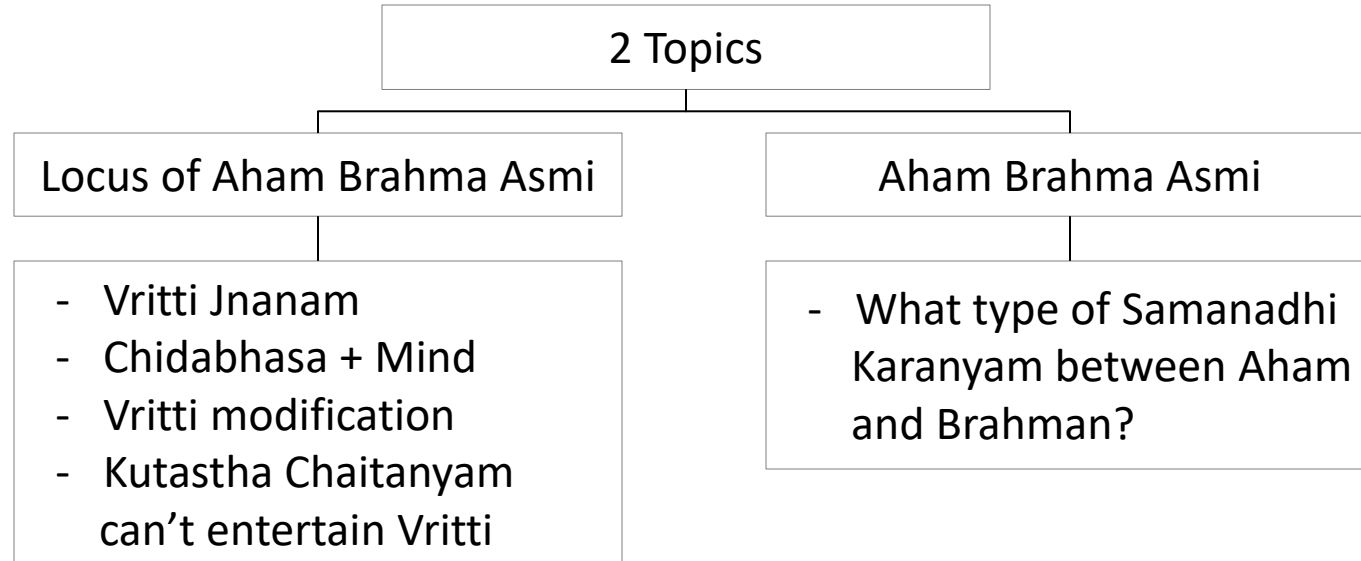 2 Topics
Locus of Aham Brahma Asmi
- Vritti Jnanam
- Chidabhasa + Mind
- Vritti modification
- Kutastha Chaitanyam
can’t entertain Vritti
Aham Brahma Asmi
- What type of Samanadhi
Karanyam between Aham
and Brahman?